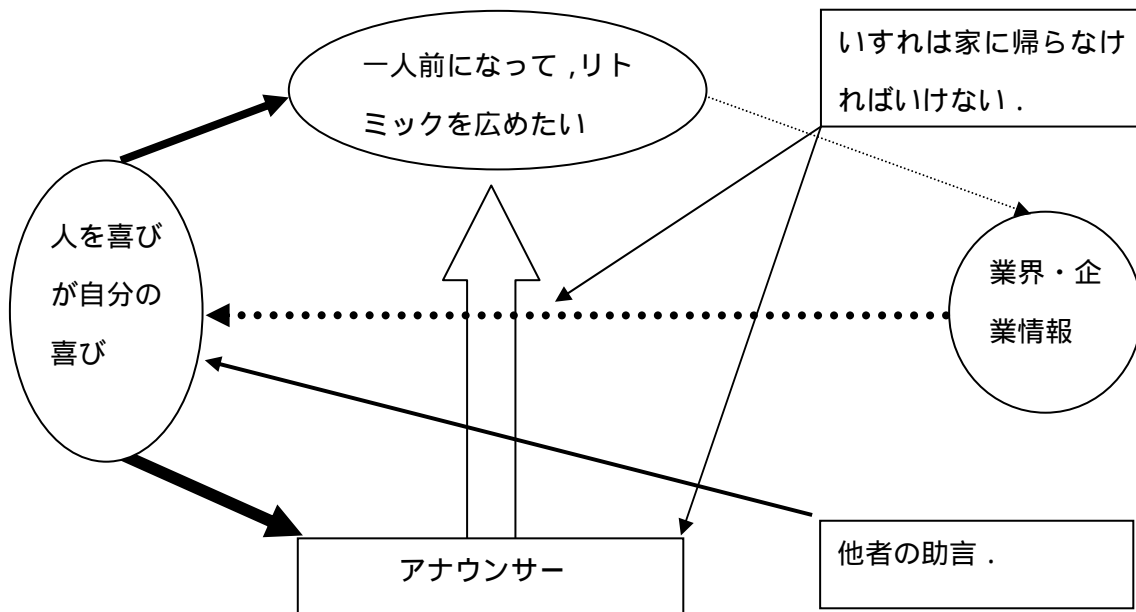 一人前になって ,リト
ミックを広めたい
いすれは家に帰らなけ
ればいけない .
人を喜び
が自分の
喜び
業界・企
業情報
アナウンサー
他者の助言 .